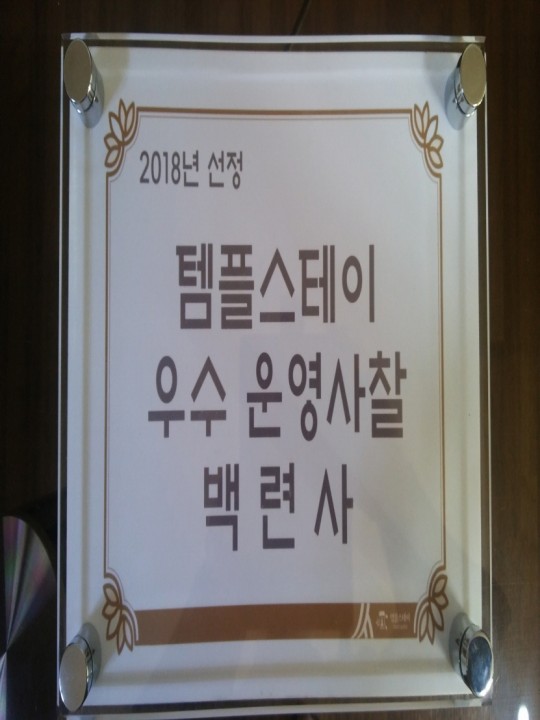 2018년 선정
템플스테이
우수 운영사찰
백련사